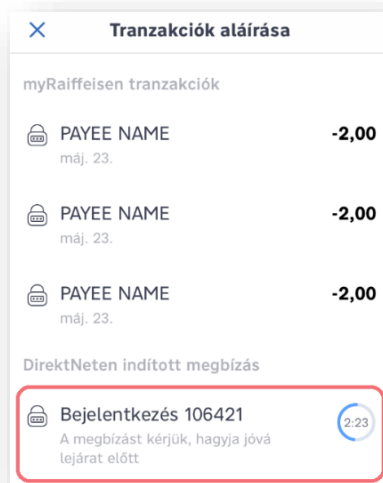 Tranzakciók aláírása
myRaiffeisen tranzakciók
PAYEE NAME -2,00
máj. 23.
PAYEE NAME -2,00
máj. 23.
PAYEE NAME -2,00
máj. 23.
DirektNeten indított megbízás
Bejelentkezés 106421
2:23
A megbízást kérjük, hagyja jóvá
lejárat előtt